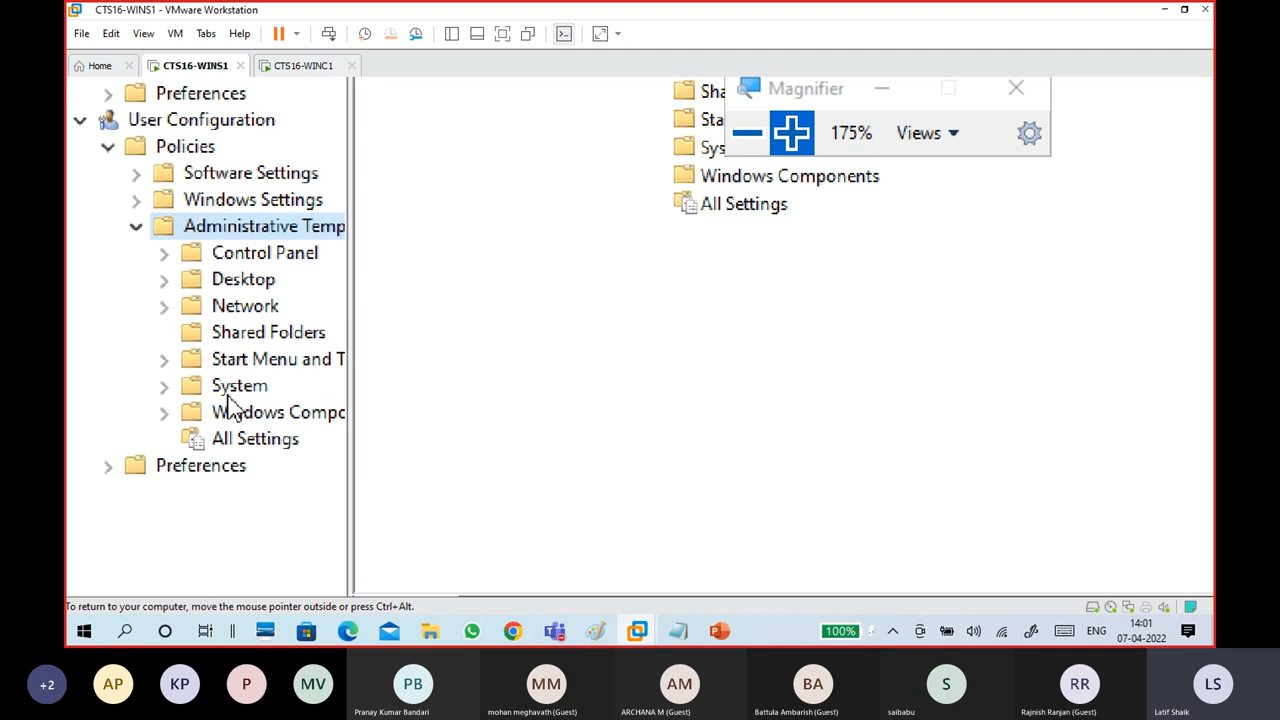 CTS16-WINS1 - VMware Workstation
File Edit View VM Tabs Help
Home CTS16-WINS1 CTS16-WINC1
Preferences
User Configuration
Policies
Software Settings
Windows Settings
Administrative Temp
Control Panel
Desktop
Network
Shared Folders
Start Menu and T
System
Windows Compo
All Settings
Preferences
Sha
Sta
Sys
Windows Components
All Settings
Magnifier
175% Views
To return to your computer, move the mouse pointer outside or press Ctrl+Alt.
100% ENG
14:01
07-04-2022
+2 AP KP P MV PB MM AM BA S RR LS
Pranay Kumar Bandari mohan meghavath (Guest) ARCHANA M (Guest) Battula Ambarish (Guest) saibabu Rajnish Ranjan (Guest) Latif Shaik